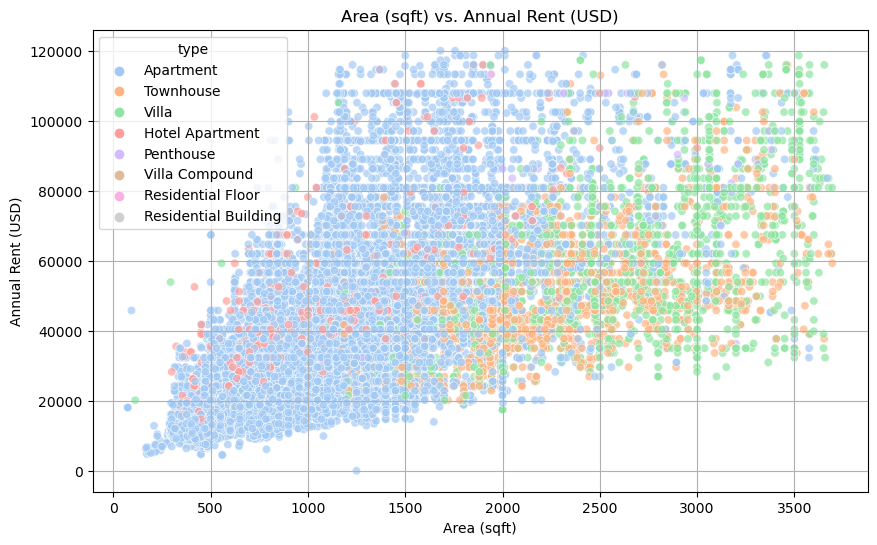 Area (sqft) vs. Annual Rent (USD)
type
Apartment
Townhouse
Villa
Hotel Apartment
Penthouse
Villa Compound
Residential Floor
Residential Building
Annual Rent (USD)
120000
100000
80000
60000
40000
20000
0
0 500 1000 1500 2000 2500 3000 3500
Area (sqft)